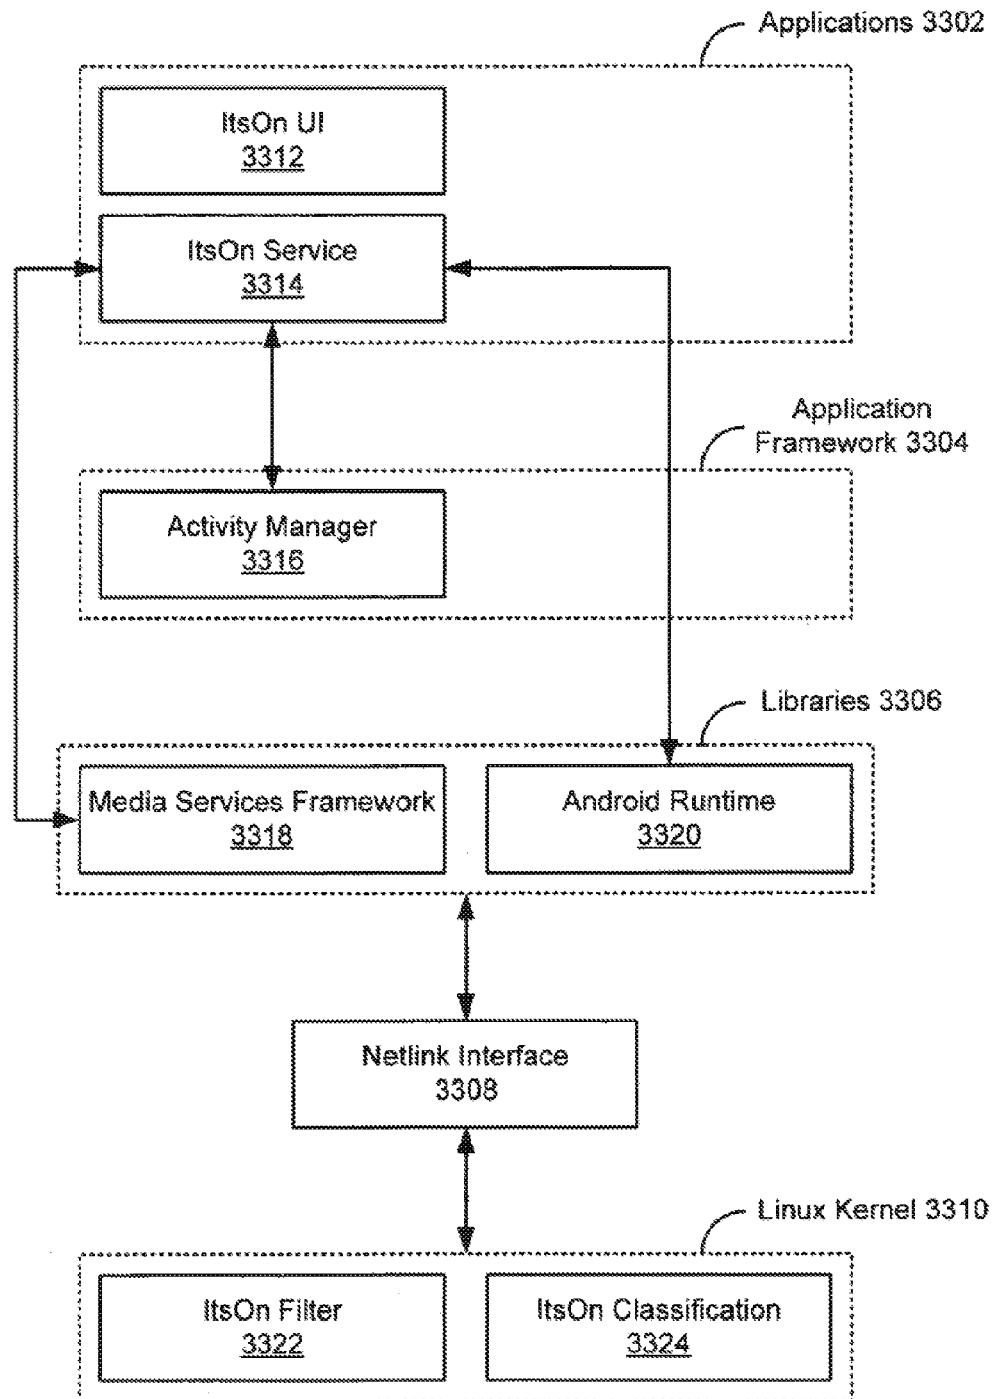 Applications 3302
ItsOn UI
3312
ItsOn Service
3314
Application
Framework 3304
Activity Manager
3316
Libraries 3306
Media Services Framework
3318
Android Runtime
3320
Netlink Interface
3308
Linux Kernel 3310
ItsOn Filter
3322
ItsOn Classification
3324